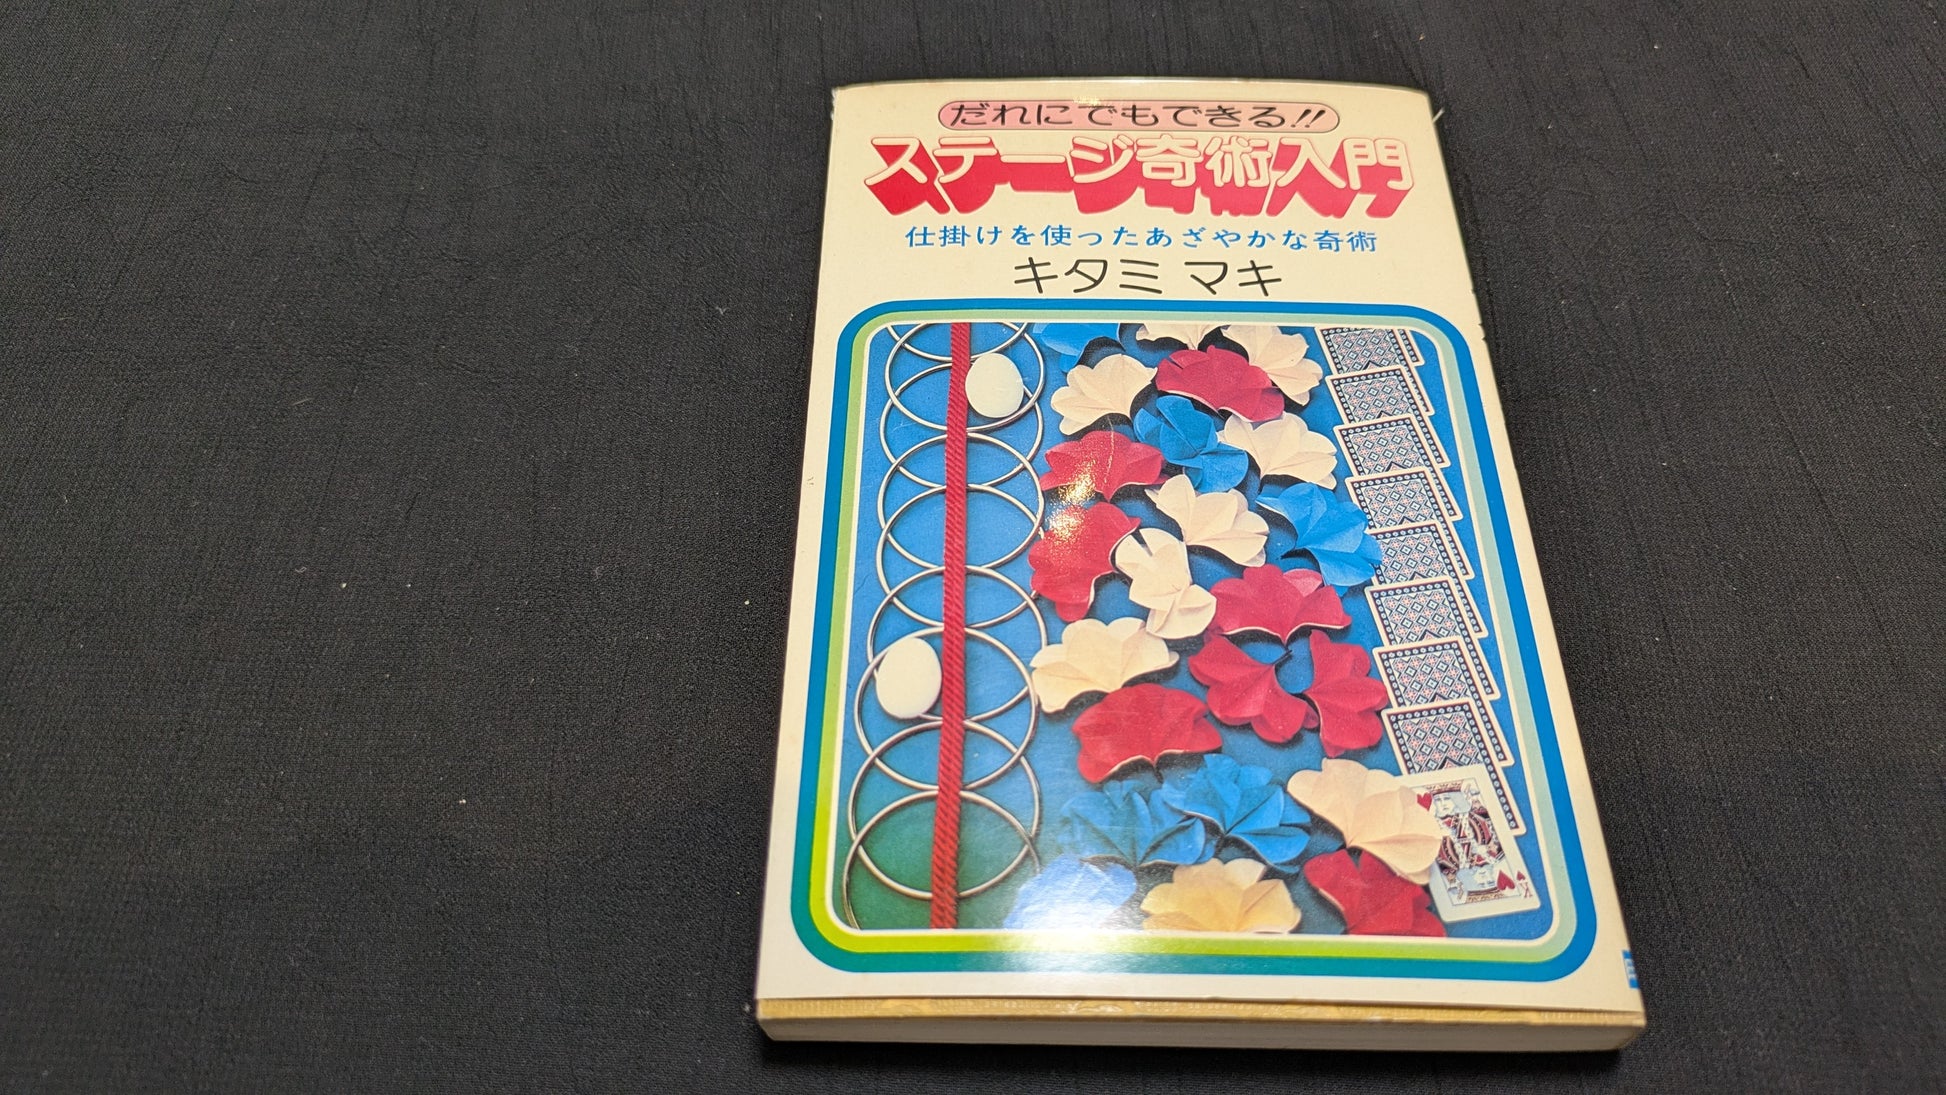 だれにでもできる!!
ステージ奇術入門
仕掛けを使ったあざやかな奇術
キタミ マキ
K